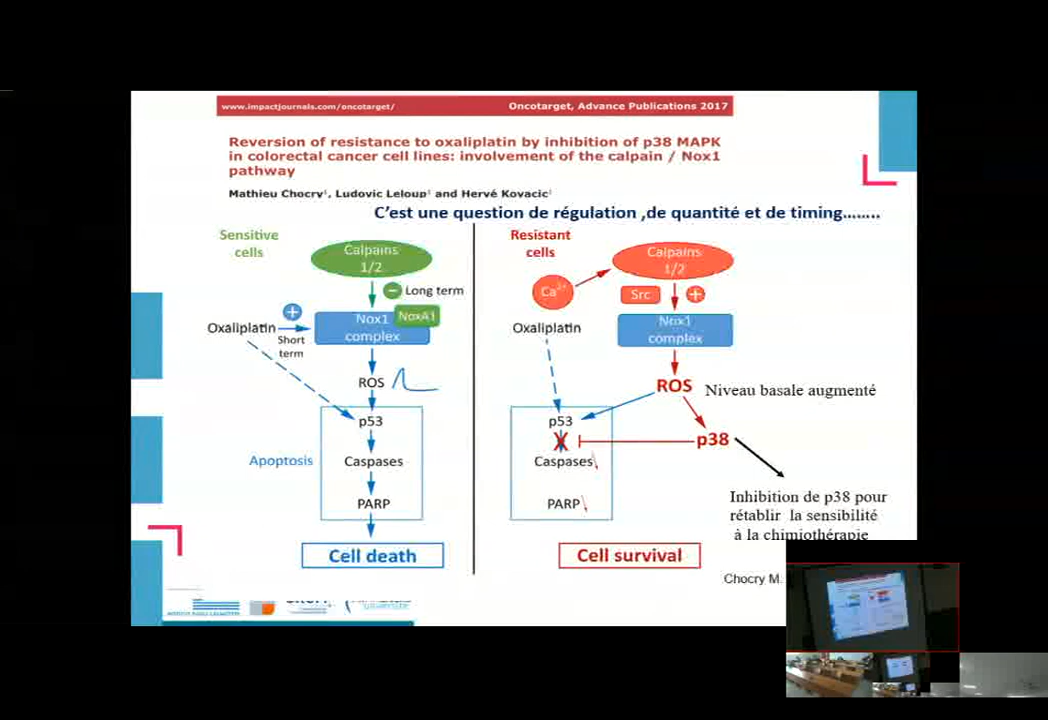 www.impactjournals.com/oncotarget/ Oncotarget, Advance Publications 2017
Reversion of resistance to oxaliplatin by inhibition of p38 MAPK
in colorectal cancer cell lines: involvement of the calpain / Nox1
pathway
Mathieu Chocry¹, Ludovic Leloup¹ and Hervé Kovacic¹
C'est une question de régulation ,de quantité et de timing........
Sensitive
cells
Calpains
1/2
− Long term
+
Oxaliplatin
Short
term
Nox1
complex
NoxA1
ROS
p53
Apoptosis
Caspases
PARP
Cell death
Resistant
cells
Calpains
1/2
Ca²⁺
Src
+
Oxaliplatin
Nox1
complex
ROS
Niveau basale augmenté
p53
p38
Caspases
PARP
Inhibition de p38 pour
rétablir la sensibilité
à la chimiothérapie
Cell survival
Chocry M.